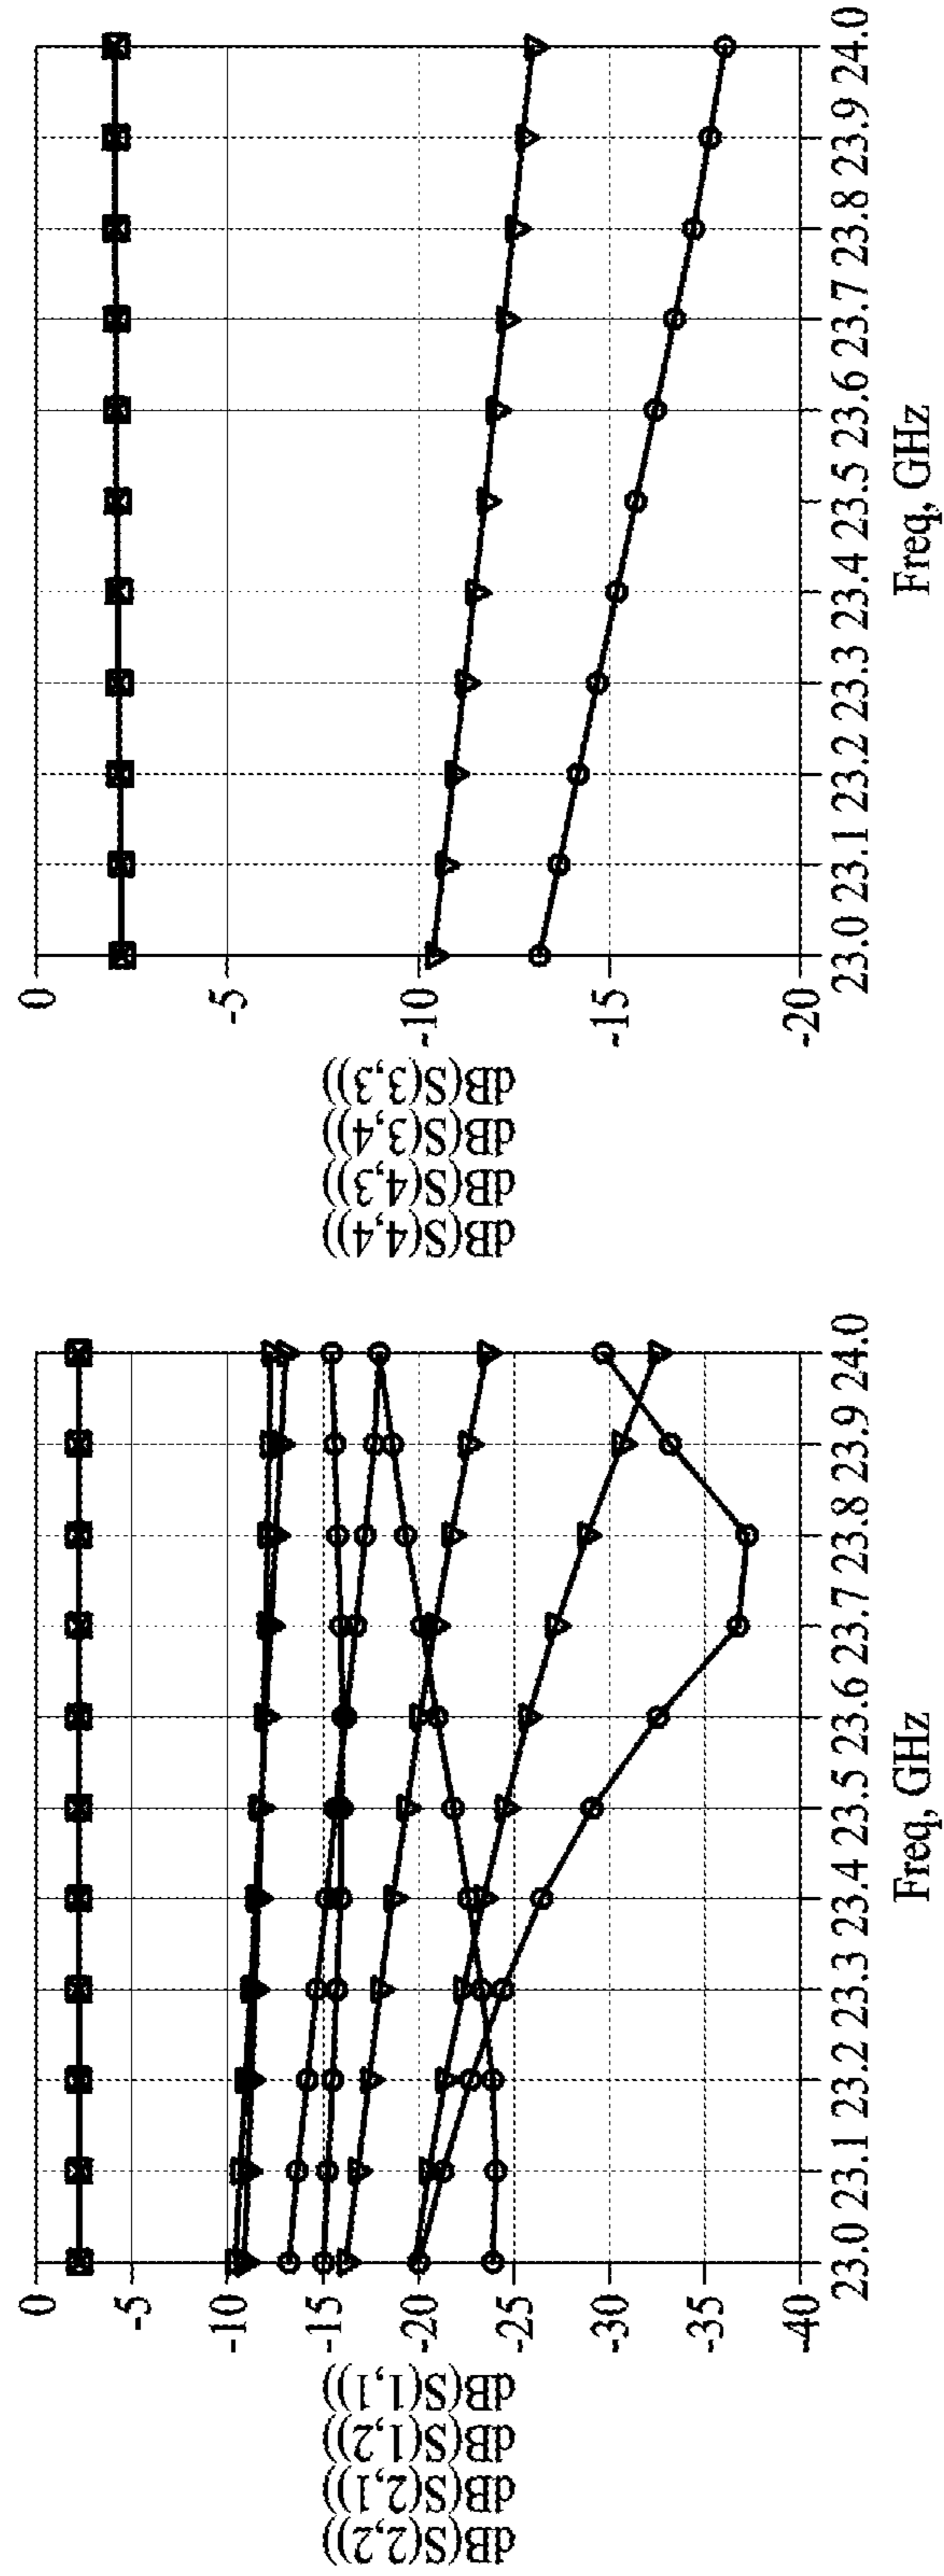 dB(S(2,2))
dB(S(2,1))
dB(S(1,2))
dB(S(1,1))
0
-5
-10
-15
-20
-25
-30
-35
-40
23.0 23.1 23.2 23.3 23.4 23.5 23.6 23.7 23.8 23.9 24.0
Freq, GHz
dB(S(4,4))
dB(S(4,3))
dB(S(3,4))
dB(S(3,3))
0
-5
-10
-15
-20
23.0 23.1 23.2 23.3 23.4 23.5 23.6 23.7 23.8 23.9 24.0
Freq, GHz